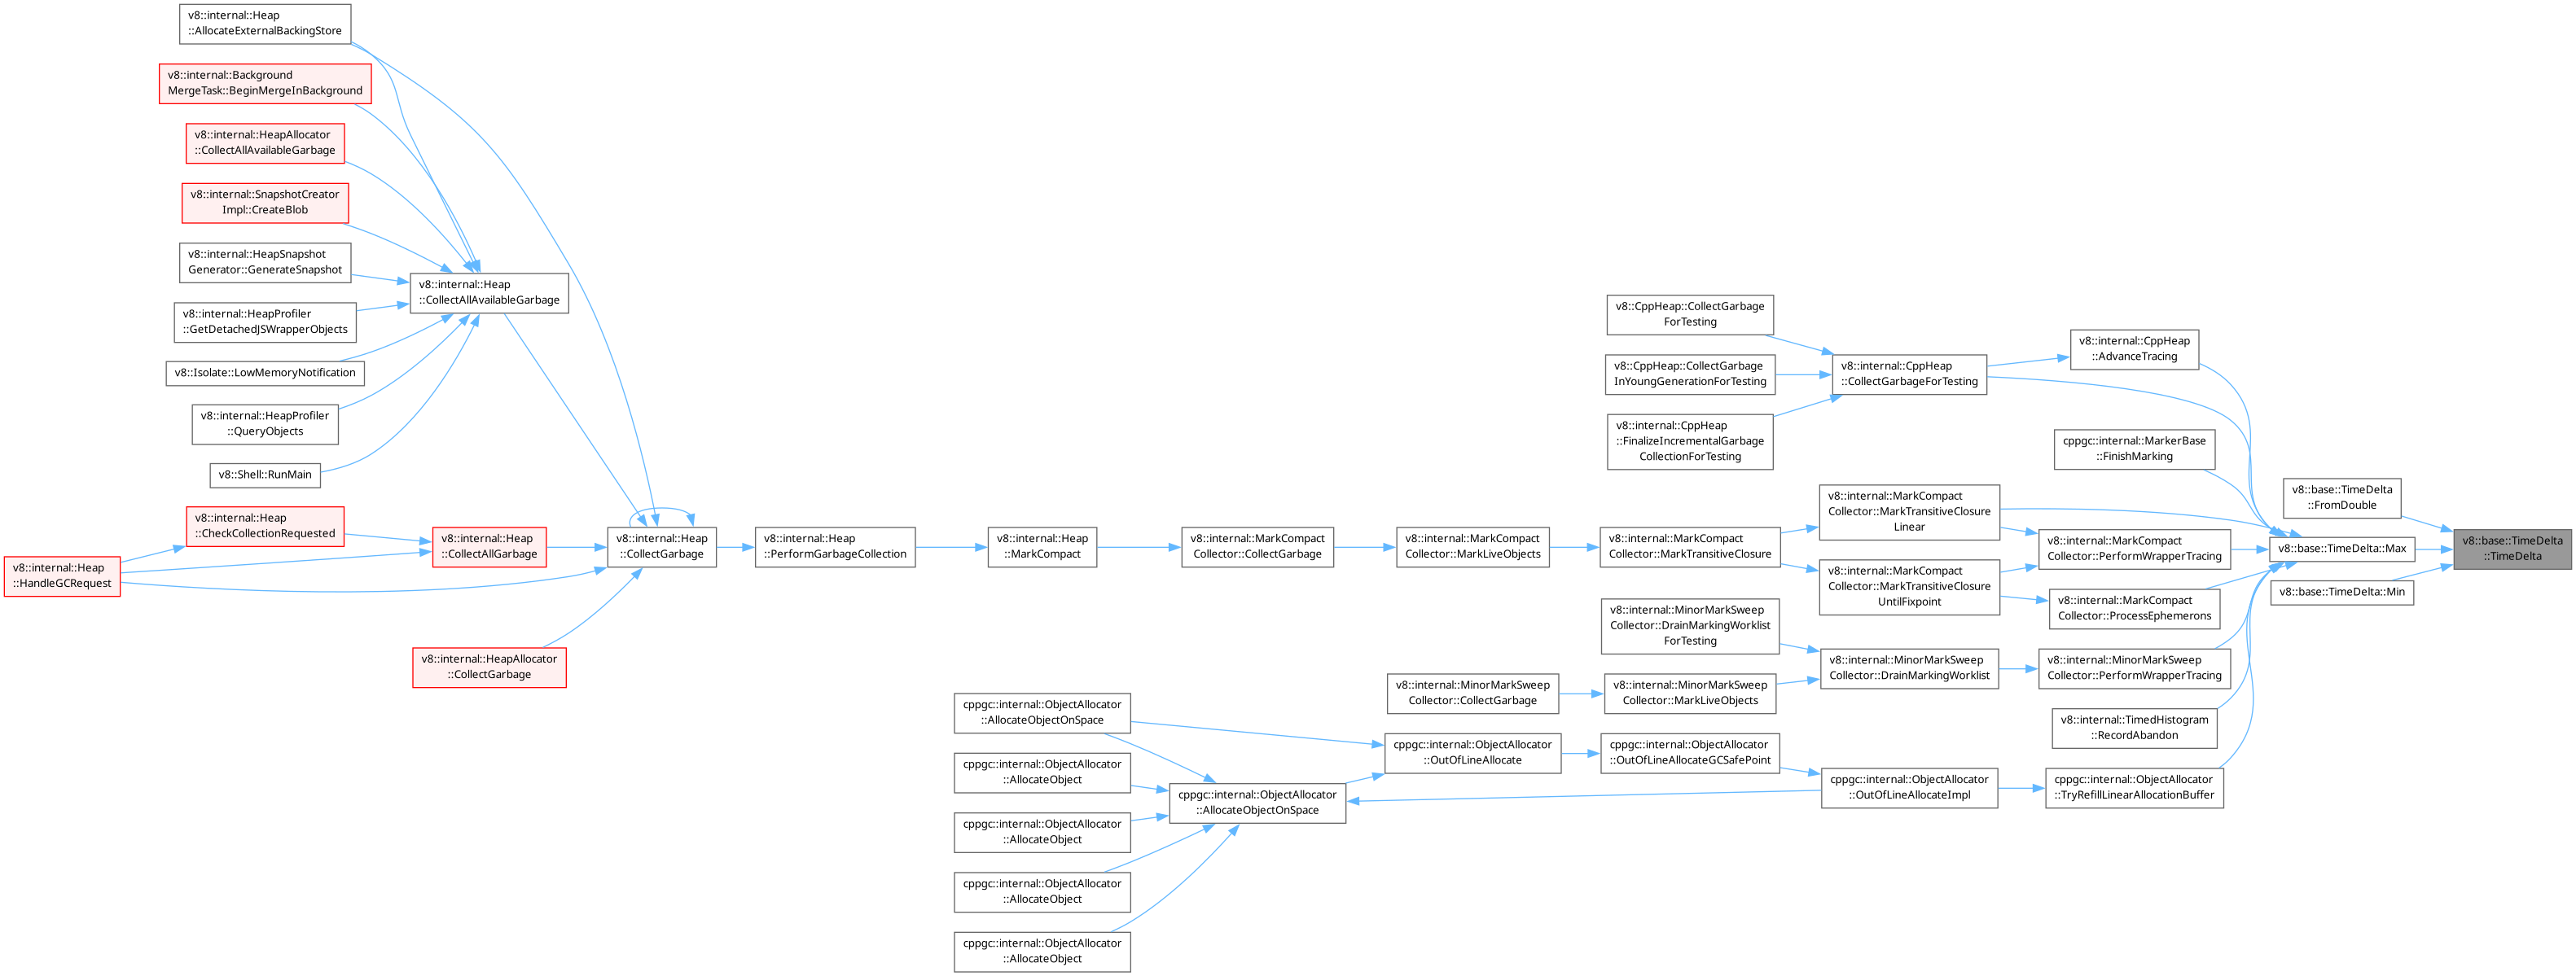 v8::internal::Heap
::AllocateExternalBackingStore
v8::internal::Background
MergeTask::BeginMergeInBackground
v8::internal::HeapAllocator
::CollectAllAvailableGarbage
v8::internal::SnapshotCreator
Impl::CreateBlob
v8::internal::HeapSnapshot
Generator::GenerateSnapshot
v8::internal::HeapProfiler
::GetDetachedJSWrapperObjects
v8::Isolate::LowMemoryNotification
v8::internal::HeapProfiler
::QueryObjects
v8::Shell::RunMain
v8::internal::Heap
::CheckCollectionRequested
v8::internal::Heap
::HandleGCRequest
v8::internal::Heap
::CollectAllAvailableGarbage
v8::internal::Heap
::CollectAllGarbage
v8::internal::HeapAllocator
::CollectGarbage
v8::internal::Heap
::CollectGarbage
v8::internal::Heap
::PerformGarbageCollection
v8::internal::Heap
::MarkCompact
v8::internal::MarkCompact
Collector::CollectGarbage
v8::internal::MarkCompact
Collector::MarkLiveObjects
v8::internal::MarkCompact
Collector::MarkTransitiveClosure
v8::CppHeap::CollectGarbage
ForTesting
v8::CppHeap::CollectGarbage
InYoungGenerationForTesting
v8::internal::CppHeap
::FinalizeIncrementalGarbage
CollectionForTesting
v8::internal::CppHeap
::CollectGarbageForTesting
v8::internal::CppHeap
::AdvanceTracing
cppgc::internal::MarkerBase
::FinishMarking
v8::internal::MarkCompact
Collector::MarkTransitiveClosure
Linear
v8::internal::MarkCompact
Collector::PerformWrapperTracing
v8::internal::MarkCompact
Collector::MarkTransitiveClosure
UntilFixpoint
v8::internal::MarkCompact
Collector::ProcessEphemerons
v8::base::TimeDelta
::FromDouble
v8::base::TimeDelta::Max
v8::base::TimeDelta::Min
v8::base::TimeDelta
::TimeDelta
v8::internal::MinorMarkSweep
Collector::DrainMarkingWorklist
ForTesting
v8::internal::MinorMarkSweep
Collector::DrainMarkingWorklist
v8::internal::MinorMarkSweep
Collector::PerformWrapperTracing
v8::internal::MinorMarkSweep
Collector::CollectGarbage
v8::internal::MinorMarkSweep
Collector::MarkLiveObjects
v8::internal::TimedHistogram
::RecordAbandon
cppgc::internal::ObjectAllocator
::AllocateObjectOnSpace
cppgc::internal::ObjectAllocator
::AllocateObject
cppgc::internal::ObjectAllocator
::AllocateObject
cppgc::internal::ObjectAllocator
::AllocateObject
cppgc::internal::ObjectAllocator
::AllocateObject
cppgc::internal::ObjectAllocator
::AllocateObjectOnSpace
cppgc::internal::ObjectAllocator
::OutOfLineAllocate
cppgc::internal::ObjectAllocator
::OutOfLineAllocateGCSafePoint
cppgc::internal::ObjectAllocator
::OutOfLineAllocateImpl
cppgc::internal::ObjectAllocator
::TryRefillLinearAllocationBuffer